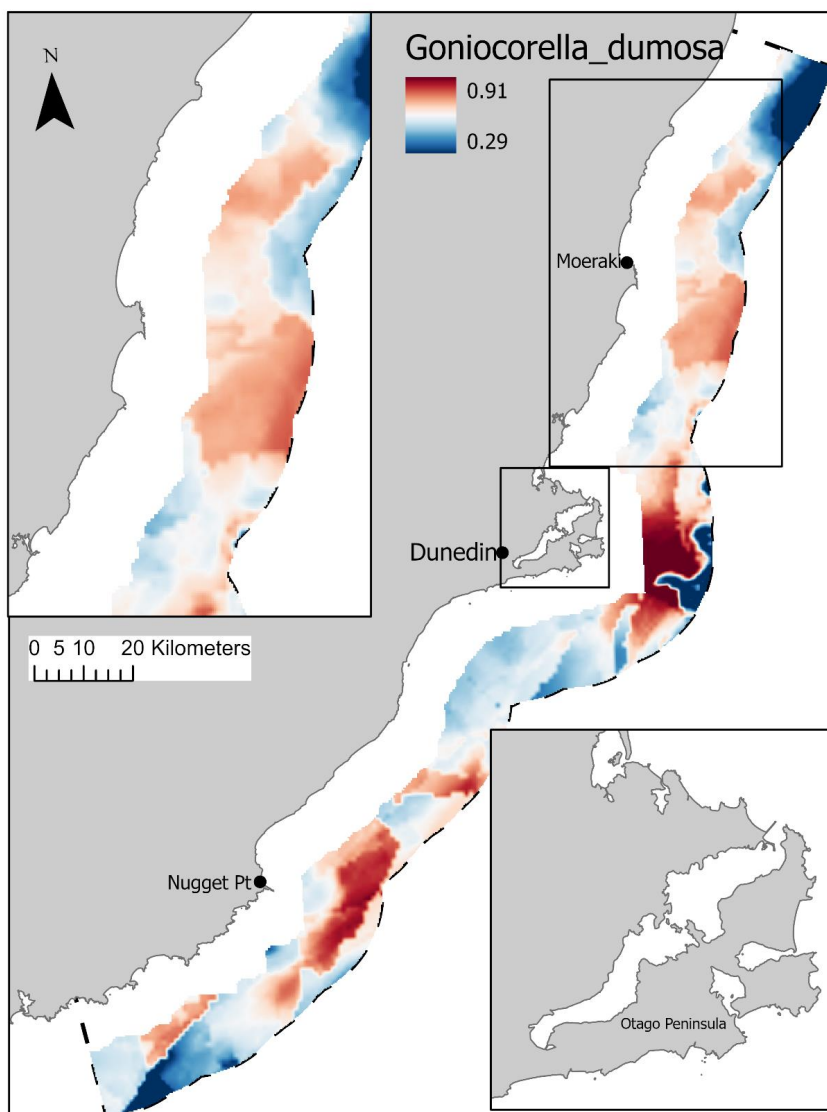 N
Goniocorella_dumosa
0.91
0.29
Moeraki
Dunedin
0 5 10 20 Kilometers
Nugget Pt
Otago Peninsula